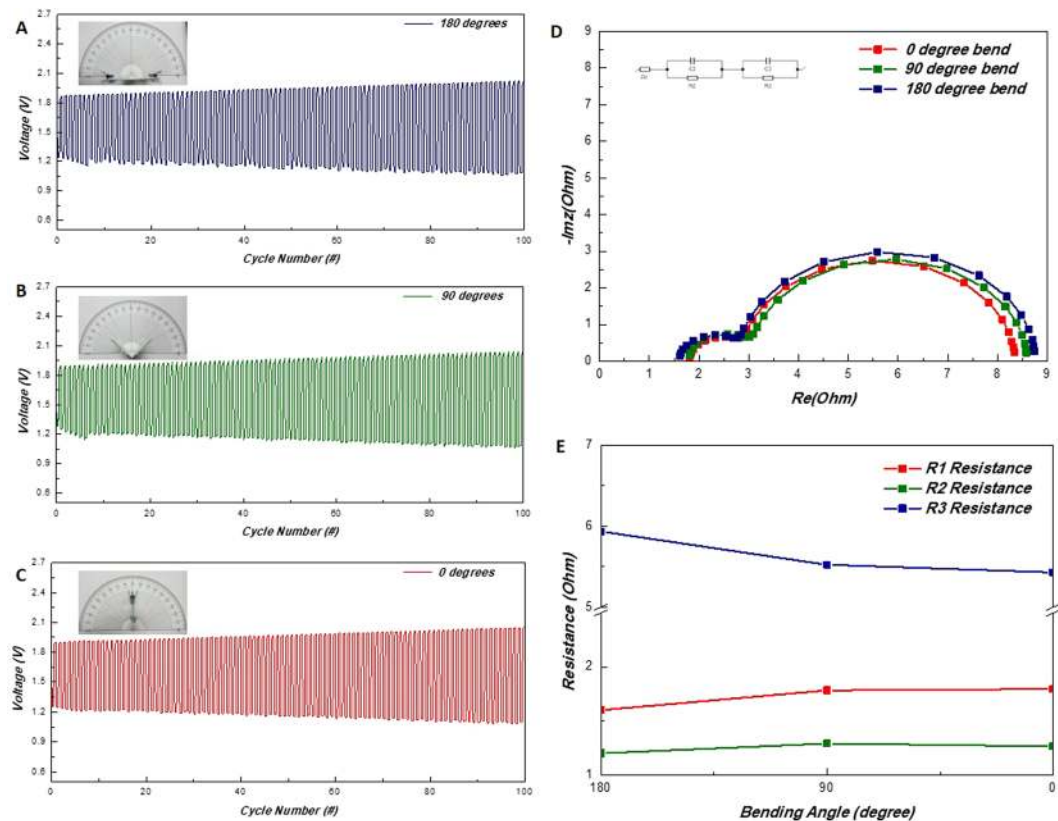 A
180 degrees
2.7
2.4
2.1
1.8
1.5
1.2
0.9
0.6
Voltage (V)
0 20 40 60 80 100
Cycle Number (#)
B
90 degrees
2.7
2.4
2.1
1.8
1.5
1.2
0.9
0.6
Voltage (V)
0 20 40 60 80 100
Cycle Number (#)
C
0 degrees
2.7
2.4
2.1
1.8
1.5
1.2
0.9
0.6
Voltage (V)
0 20 40 60 80 100
Cycle Number (#)
D
0 degree bend
90 degree bend
180 degree bend
9
8
7
6
5
4
3
2
1
0
-Imz(Ohm)
0 1 2 3 4 5 6 7 8 9
Re(Ohm)
E
R1 Resistance
R2 Resistance
R3 Resistance
7
6
5
2
1
Resistance (Ohm)
180 90 0
Bending Angle (degree)